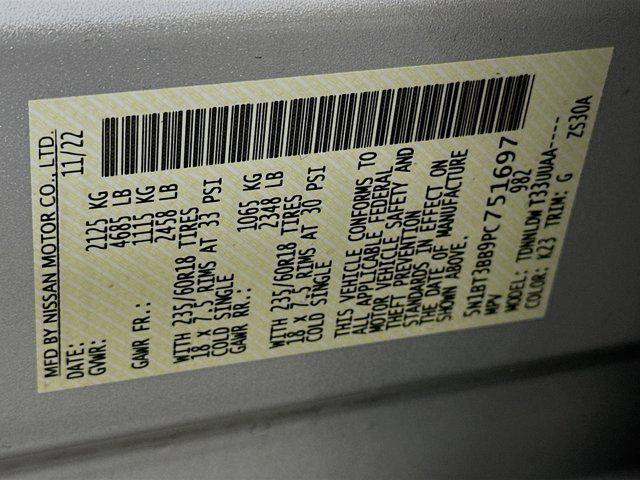 MFD BY NISSAN MOTOR CO., LTD.
DATE: 11/22
GVWR: 2125 KG
4685 LB
GAWR FR.: 1115 KG
2458 LB
WITH 235/60R18 TIRES
18 X 7.5 RIMS AT 33 PSI
COLD SINGLE
GAWR RR.: 1065 KG
2348 LB
WITH 235/60R18 TIRES
18 X 7.5 RIMS AT 30 PSI
COLD SINGLE
THIS VEHICLE CONFORMS TO
ALL APPLICABLE FEDERAL
MOTOR VEHICLE SAFETY AND
THEFT PREVENTION
STANDARDS IN EFFECT ON
THE DATE OF MANUFACTURE
SHOWN ABOVE.
5N1BT3BB9PC751697
MPV 982
MODEL: TDNNLDW T33UUAA-----
COLOR: K23 TRIM: G ZS30A